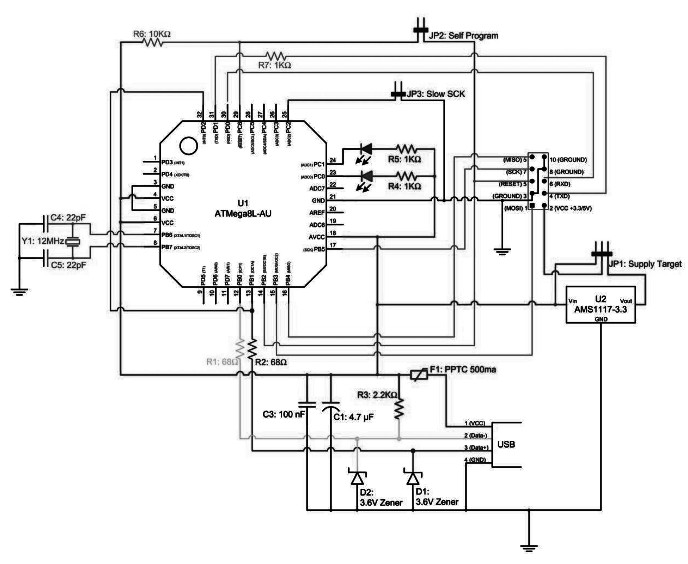 R6: 10KΩ
JP2: Self Program
R7: 1KΩ
JP3: Slow SCK
32 31 30 29 28 27 26 25
PD2 PD1 PD0 PC6 PC5 PC4 PC3 PC2
1 PD3 (INT1)
2 PD4
3 GND
4 VCC
5 GND
6 VCC
7 PB6
8 PB7
U1
ATMega8L-AU
24 PC1
23 PC0
22 ADC7
21 GND
20 AREF
19 ADC6
18 AVCC
17 (SCK) PB5
R5: 1KΩ
R4: 1KΩ
(MISO) 5
(SCK) 7
(RESET) 5
(GROUND) 3
(MOSI) 1
10 (GROUND)
8 (GROUND)
6 (RXD)
4 (TXD)
2 (VCC +3.3/5V)
C4: 22pF
Y1: 12MHz
C5: 22pF
PD5 PD6 PD7 PB0 PB1 PB2 PB3 PB4
9 10 11 12 13 14 15 16
JP1: Supply Target
Vin
Vout
U2
AMS1117-3.3
GND
R1: 68Ω
R2: 68Ω
F1: PPTC 500ma
R3: 2.2KΩ
C3: 100 nF
C1: 4.7 µF
1 (VCC)
2 (Data-)
3 (Data+)
4 (GND)
USB
D2:
3.6V Zener
D1:
3.6V Zener